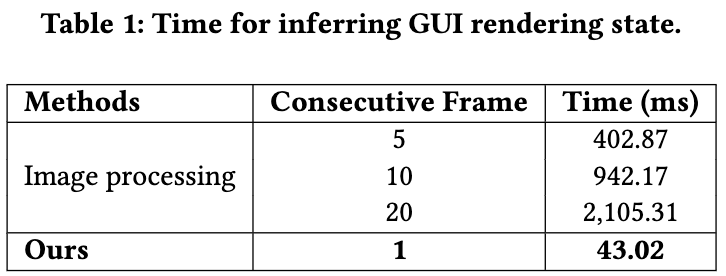 Table 1: Time for inferring GUI rendering state.
Methods Consecutive Frame Time (ms)
5 402.87
Image processing 10 942.17
20 2,105.31
Ours 1 43.02